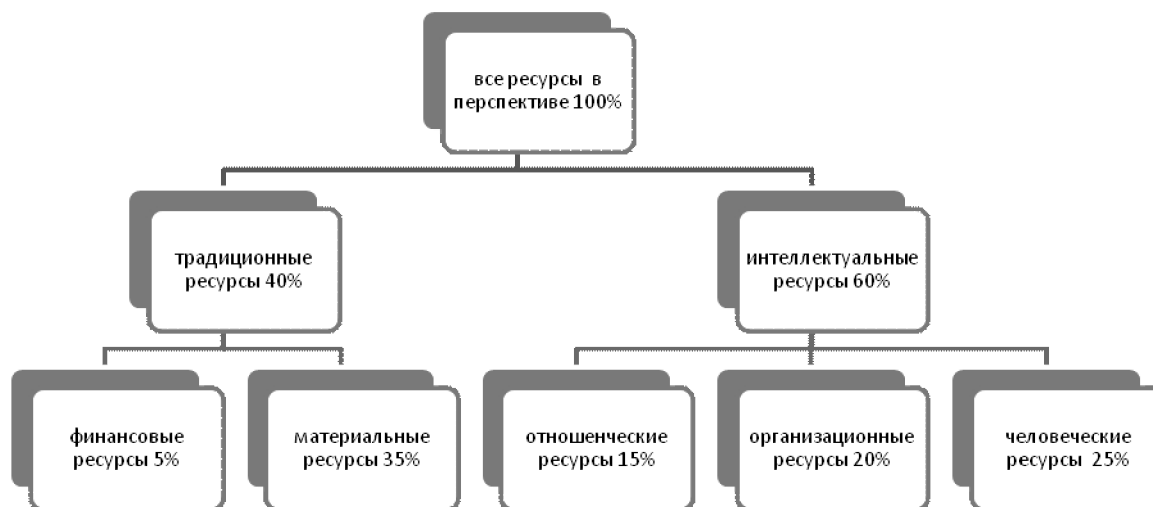 все ресурсы в
перспективе 100%
традиционные
ресурсы 40%
интеллектуальные
ресурсы 60%
финансовые
ресурсы 5%
материальные
ресурсы 35%
отношенческие
ресурсы 15%
организационные
ресурсы 20%
человеческие
ресурсы 25%